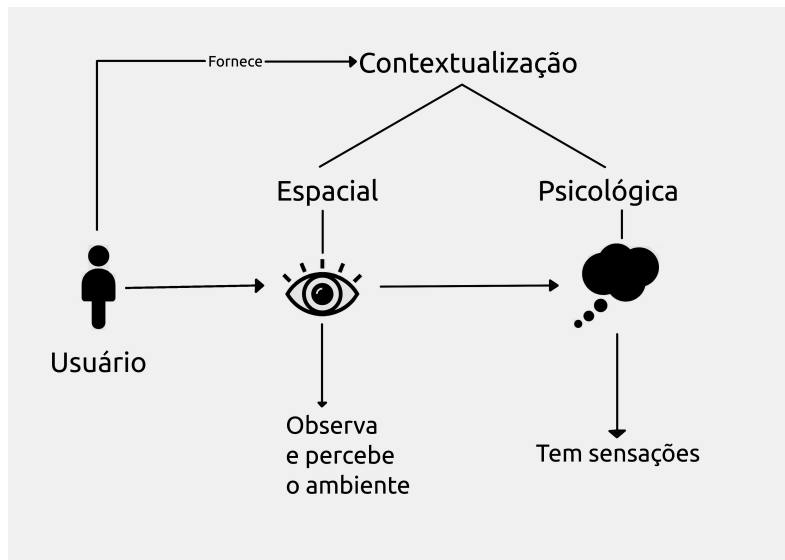 Fornece
Contextualização
Espacial
Psicológica
Usuário
Observa
e percebe
o ambiente
Tem sensações